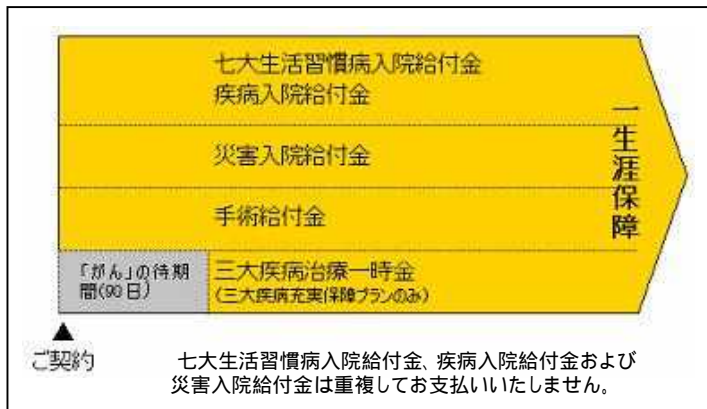 七大生活習慣病入院給付金
疾病入院給付金
災害入院給付金
手術給付金
一生涯保障
「がん」の待期
間(90日)
三大疾病治療一時金
(三大疾病充実保障プランのみ)
▲
ご契約
七大生活習慣病入院給付金、疾病入院給付金および
災害入院給付金は重複してお支払いいたしません。